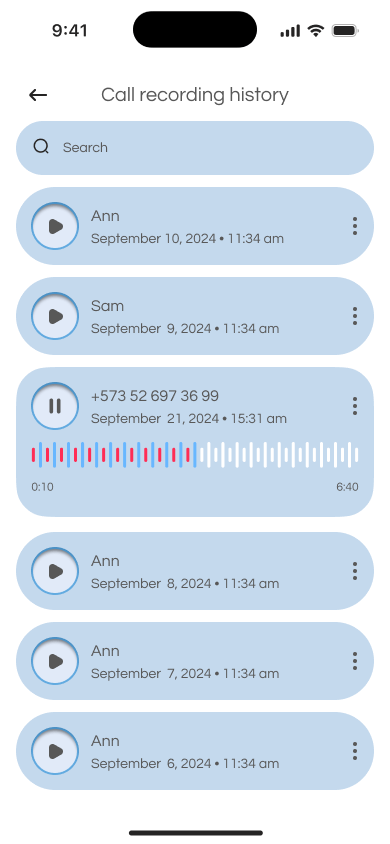 9:41
Call recording history
Search
Ann
September 10, 2024 • 11:34 am
Sam
September 9, 2024 • 11:34 am
+573 52 697 36 99
September 21, 2024 • 15:31 am
0:10
6:40
Ann
September 8, 2024 • 11:34 am
Ann
September 7, 2024 • 11:34 am
Ann
September 6, 2024 • 11:34 am